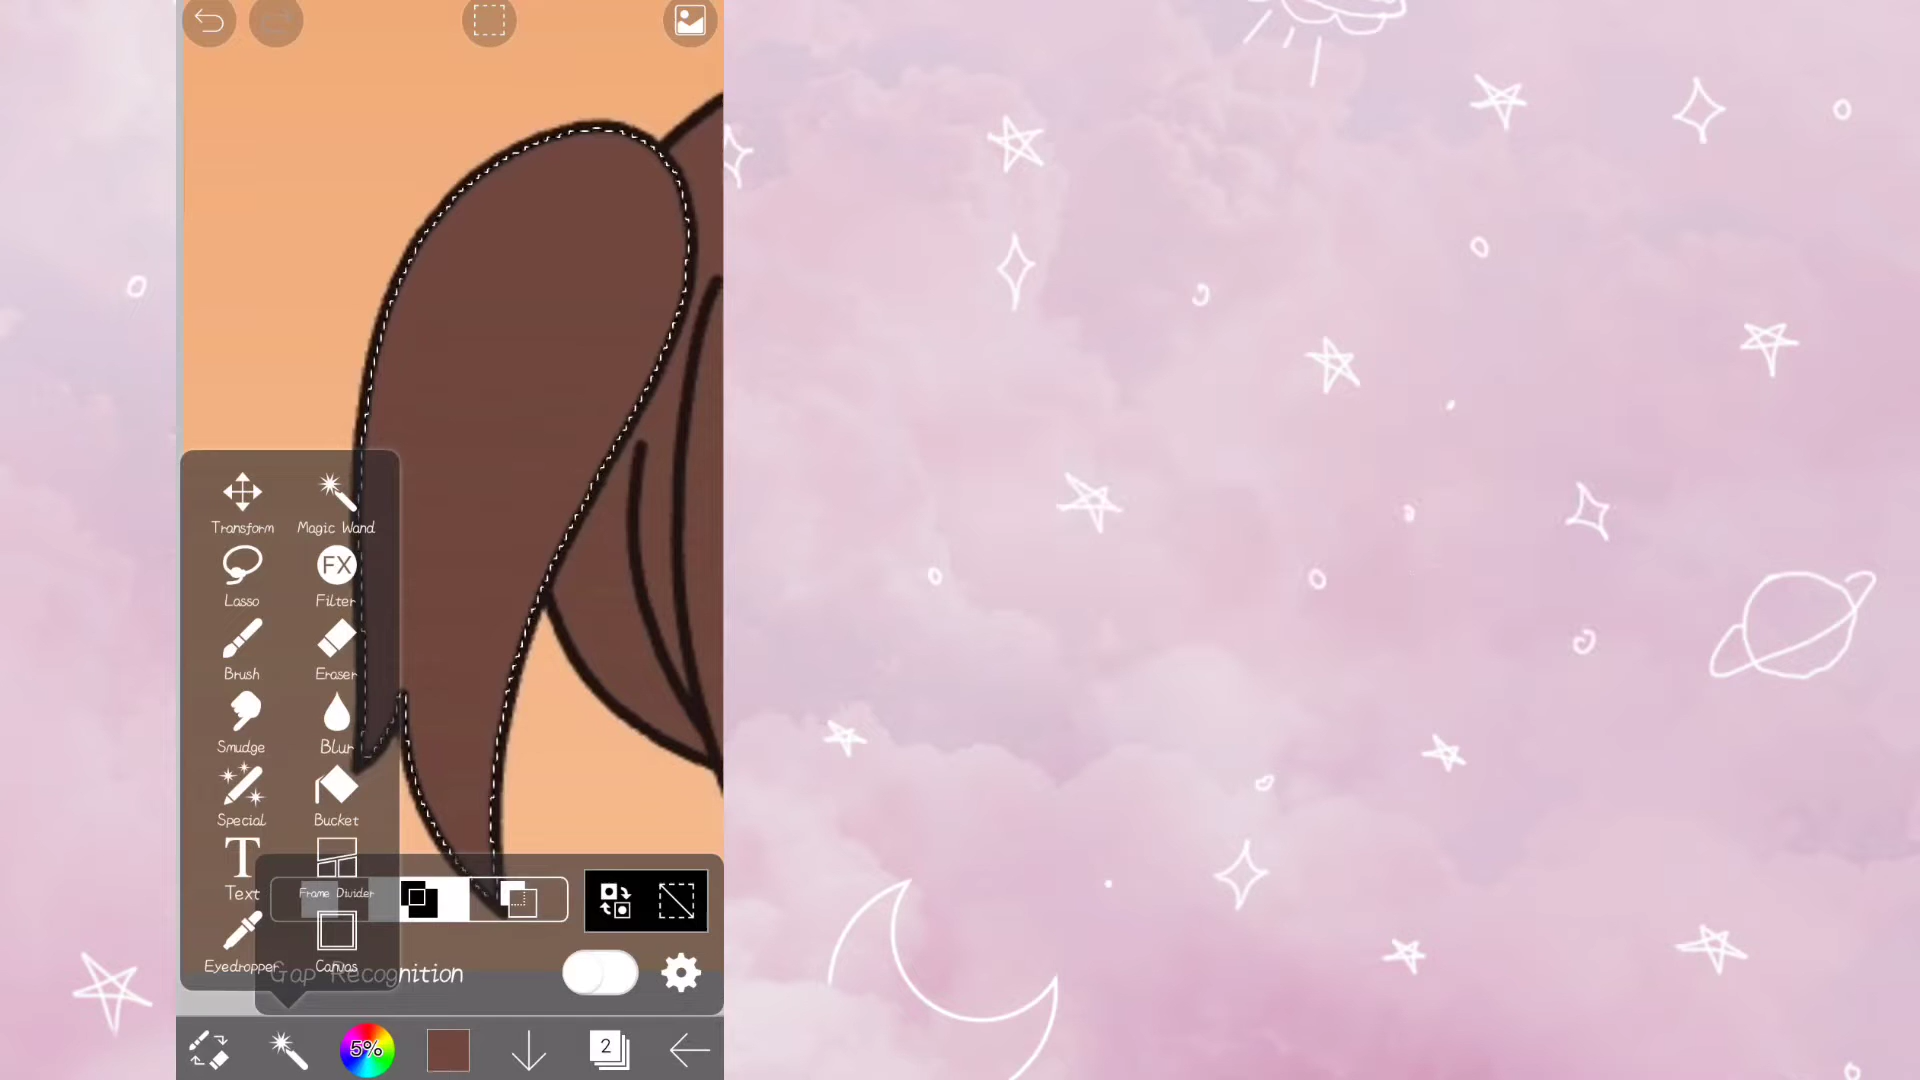 Transform
Magic Wand
Lasso
FX
Filter
Brush
Eraser
Smudge
Blur
Special
Bucket
T
Text
Frame Divider
Eyedropper
Canvas
Gap Recognition
5%
2